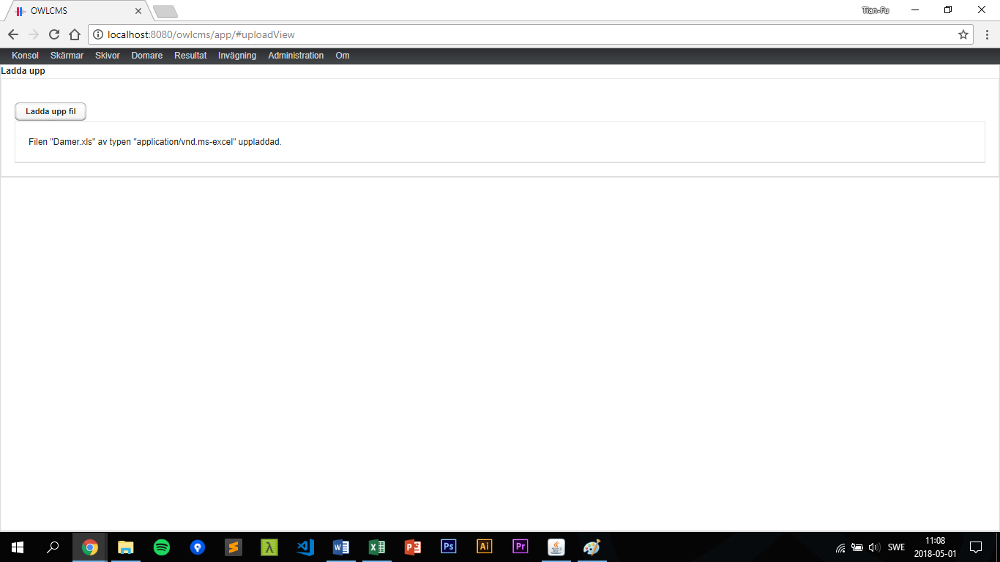 OWLCMS
Tian-Fu
localhost:8080/owlcms/app/#uploadView
Konsol Skärmar Skivor Domare Resultat Invägning Administration Om
Ladda upp
Ladda upp fil
Filen "Damer.xls" av typen "application/vnd.ms-excel" uppladdad.
Ps Ai Pr
SWE
11:08
2018-05-01